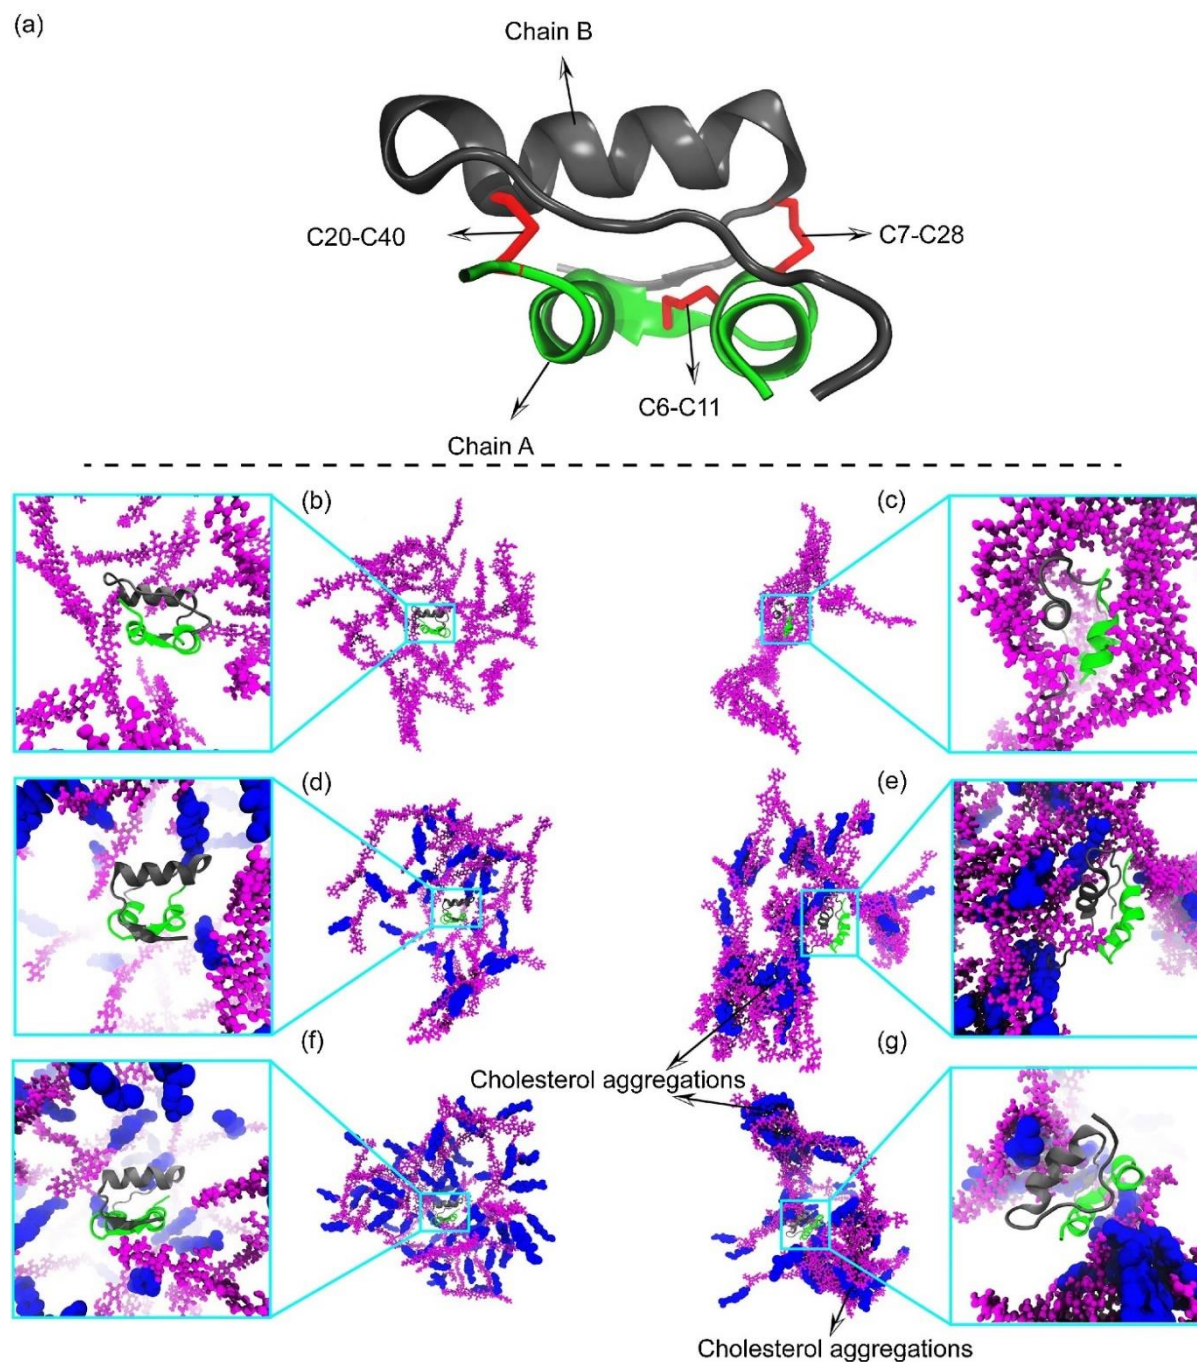 (a)
Chain B
C20-C40
C7-C28
C6-C11
Chain A
(b)
(c)
(d)
(e)
(f)
(g)
Cholesterol aggregations
Cholesterol aggregations